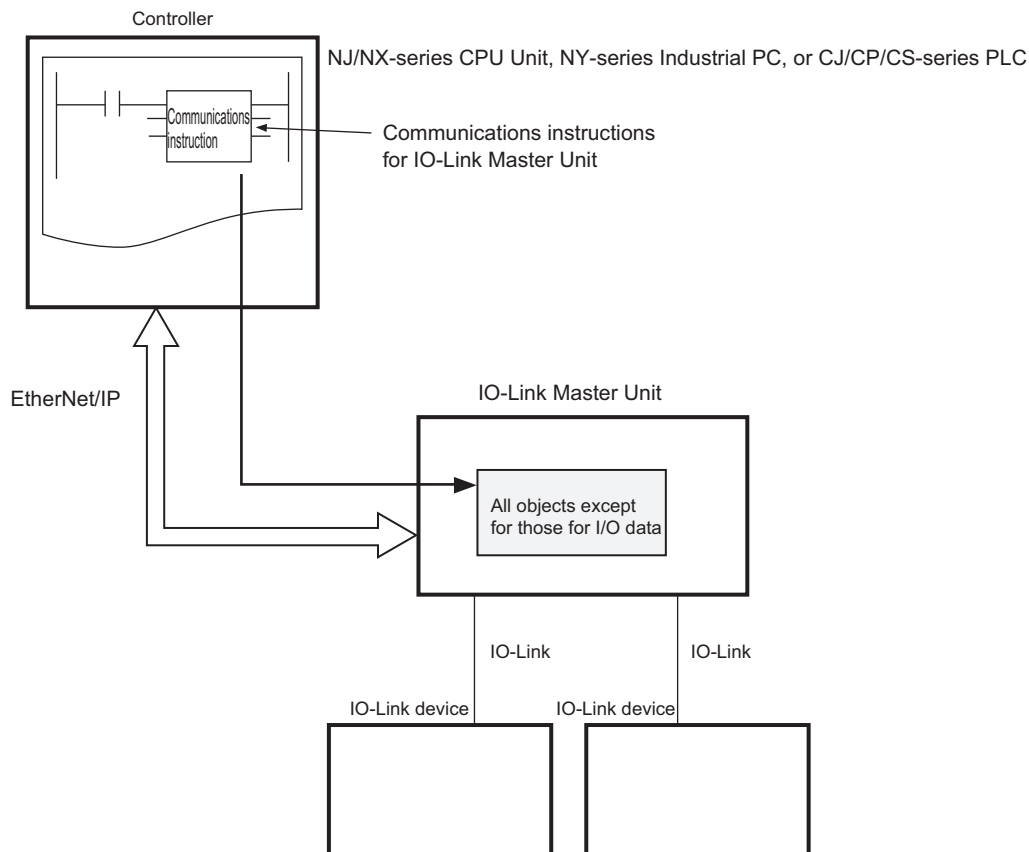 Controller
NJ/NX-series CPU Unit, NY-series Industrial PC, or CJ/CP/CS-series PLC
Communications
instruction
Communications instructions
for IO-Link Master Unit
EtherNet/IP
IO-Link Master Unit
All objects except
for those for I/O data
IO-Link
IO-Link
IO-Link device
IO-Link device